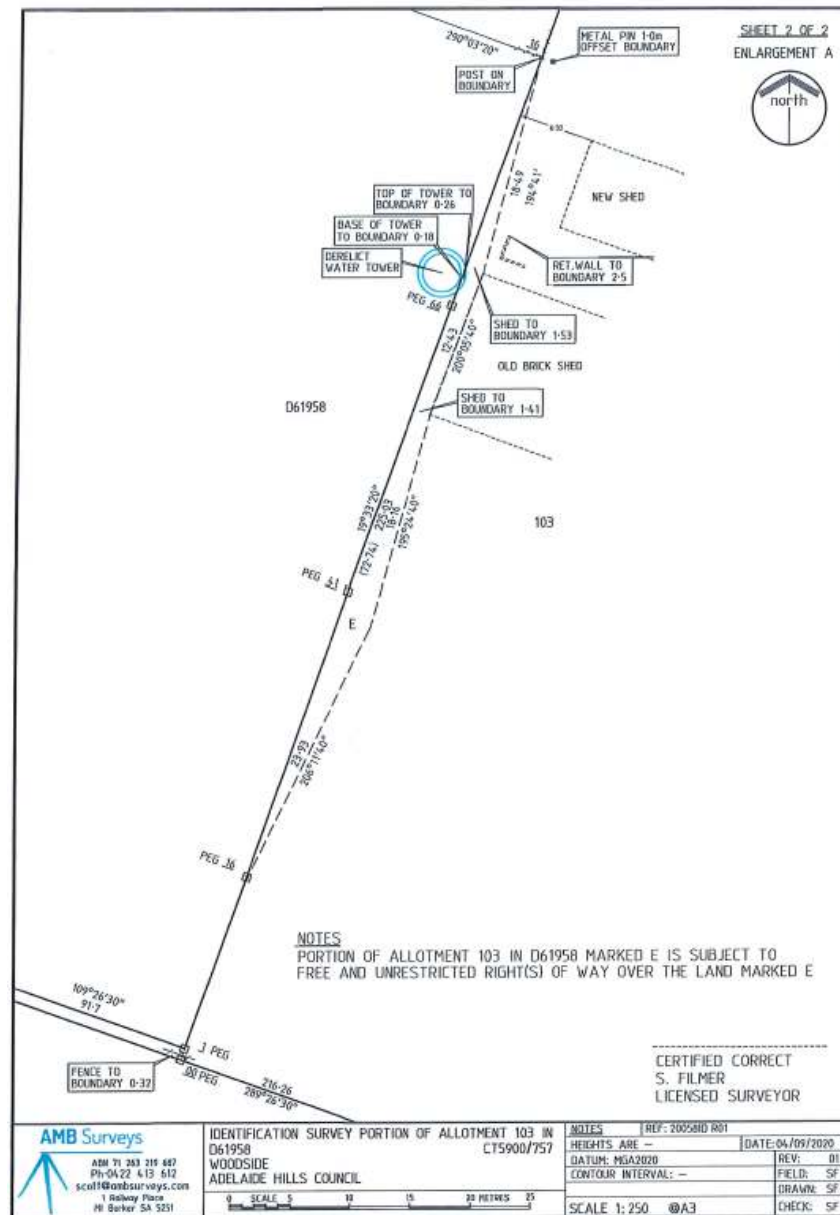 SHEET 2 OF 2
ENLARGEMENT A
north
290°03'20"
.16
METAL PIN 1·0m
OFFSET BOUNDARY
POST ON
BOUNDARY
18·49
194°41'
NEW SHED
TOP OF TOWER TO
BOUNDARY 0·26
BASE OF TOWER
TO BOUNDARY 0·18
DERELICT
WATER TOWER
RET.WALL TO
BOUNDARY 2·5
PEG .66
SHED TO
BOUNDARY 1·53
12·43
200°05'40"
OLD BRICK SHED
D61958
SHED TO
BOUNDARY 1·41
19°33'20"
225·03
(72·74)
18·16
195°24'40"
103
PEG .41
E
23·93
206°11'40"
PEG .16
NOTES
PORTION OF ALLOTMENT 103 IN D61958 MARKED E IS SUBJECT TO
FREE AND UNRESTRICTED RIGHT(S) OF WAY OVER THE LAND MARKED E
109°26'30"
91·7
.1 PEG
FENCE TO
BOUNDARY 0·32
.00 PEG
216·26
289°26'30"
CERTIFIED CORRECT
S. FILMER
LICENSED SURVEYOR
AMB Surveys
ABN 71 263 219 687
Ph-0422 413 612
scott@ambsurveys.com
1 Railway Place
Mt Barker SA 5251
IDENTIFICATION SURVEY PORTION OF ALLOTMENT 103 IN
D61958 CT5900/757
WOODSIDE
ADELAIDE HILLS COUNCIL
0 SCALE 5 10 15 20 METRES 25
NOTES REF: 20058ID R01
HEIGHTS ARE - DATE: 04/09/2020
DATUM: MGA2020 REV: 01
CONTOUR INTERVAL: - FIELD: SF
DRAWN: SF
SCALE 1:250 @A3 CHECK: SF